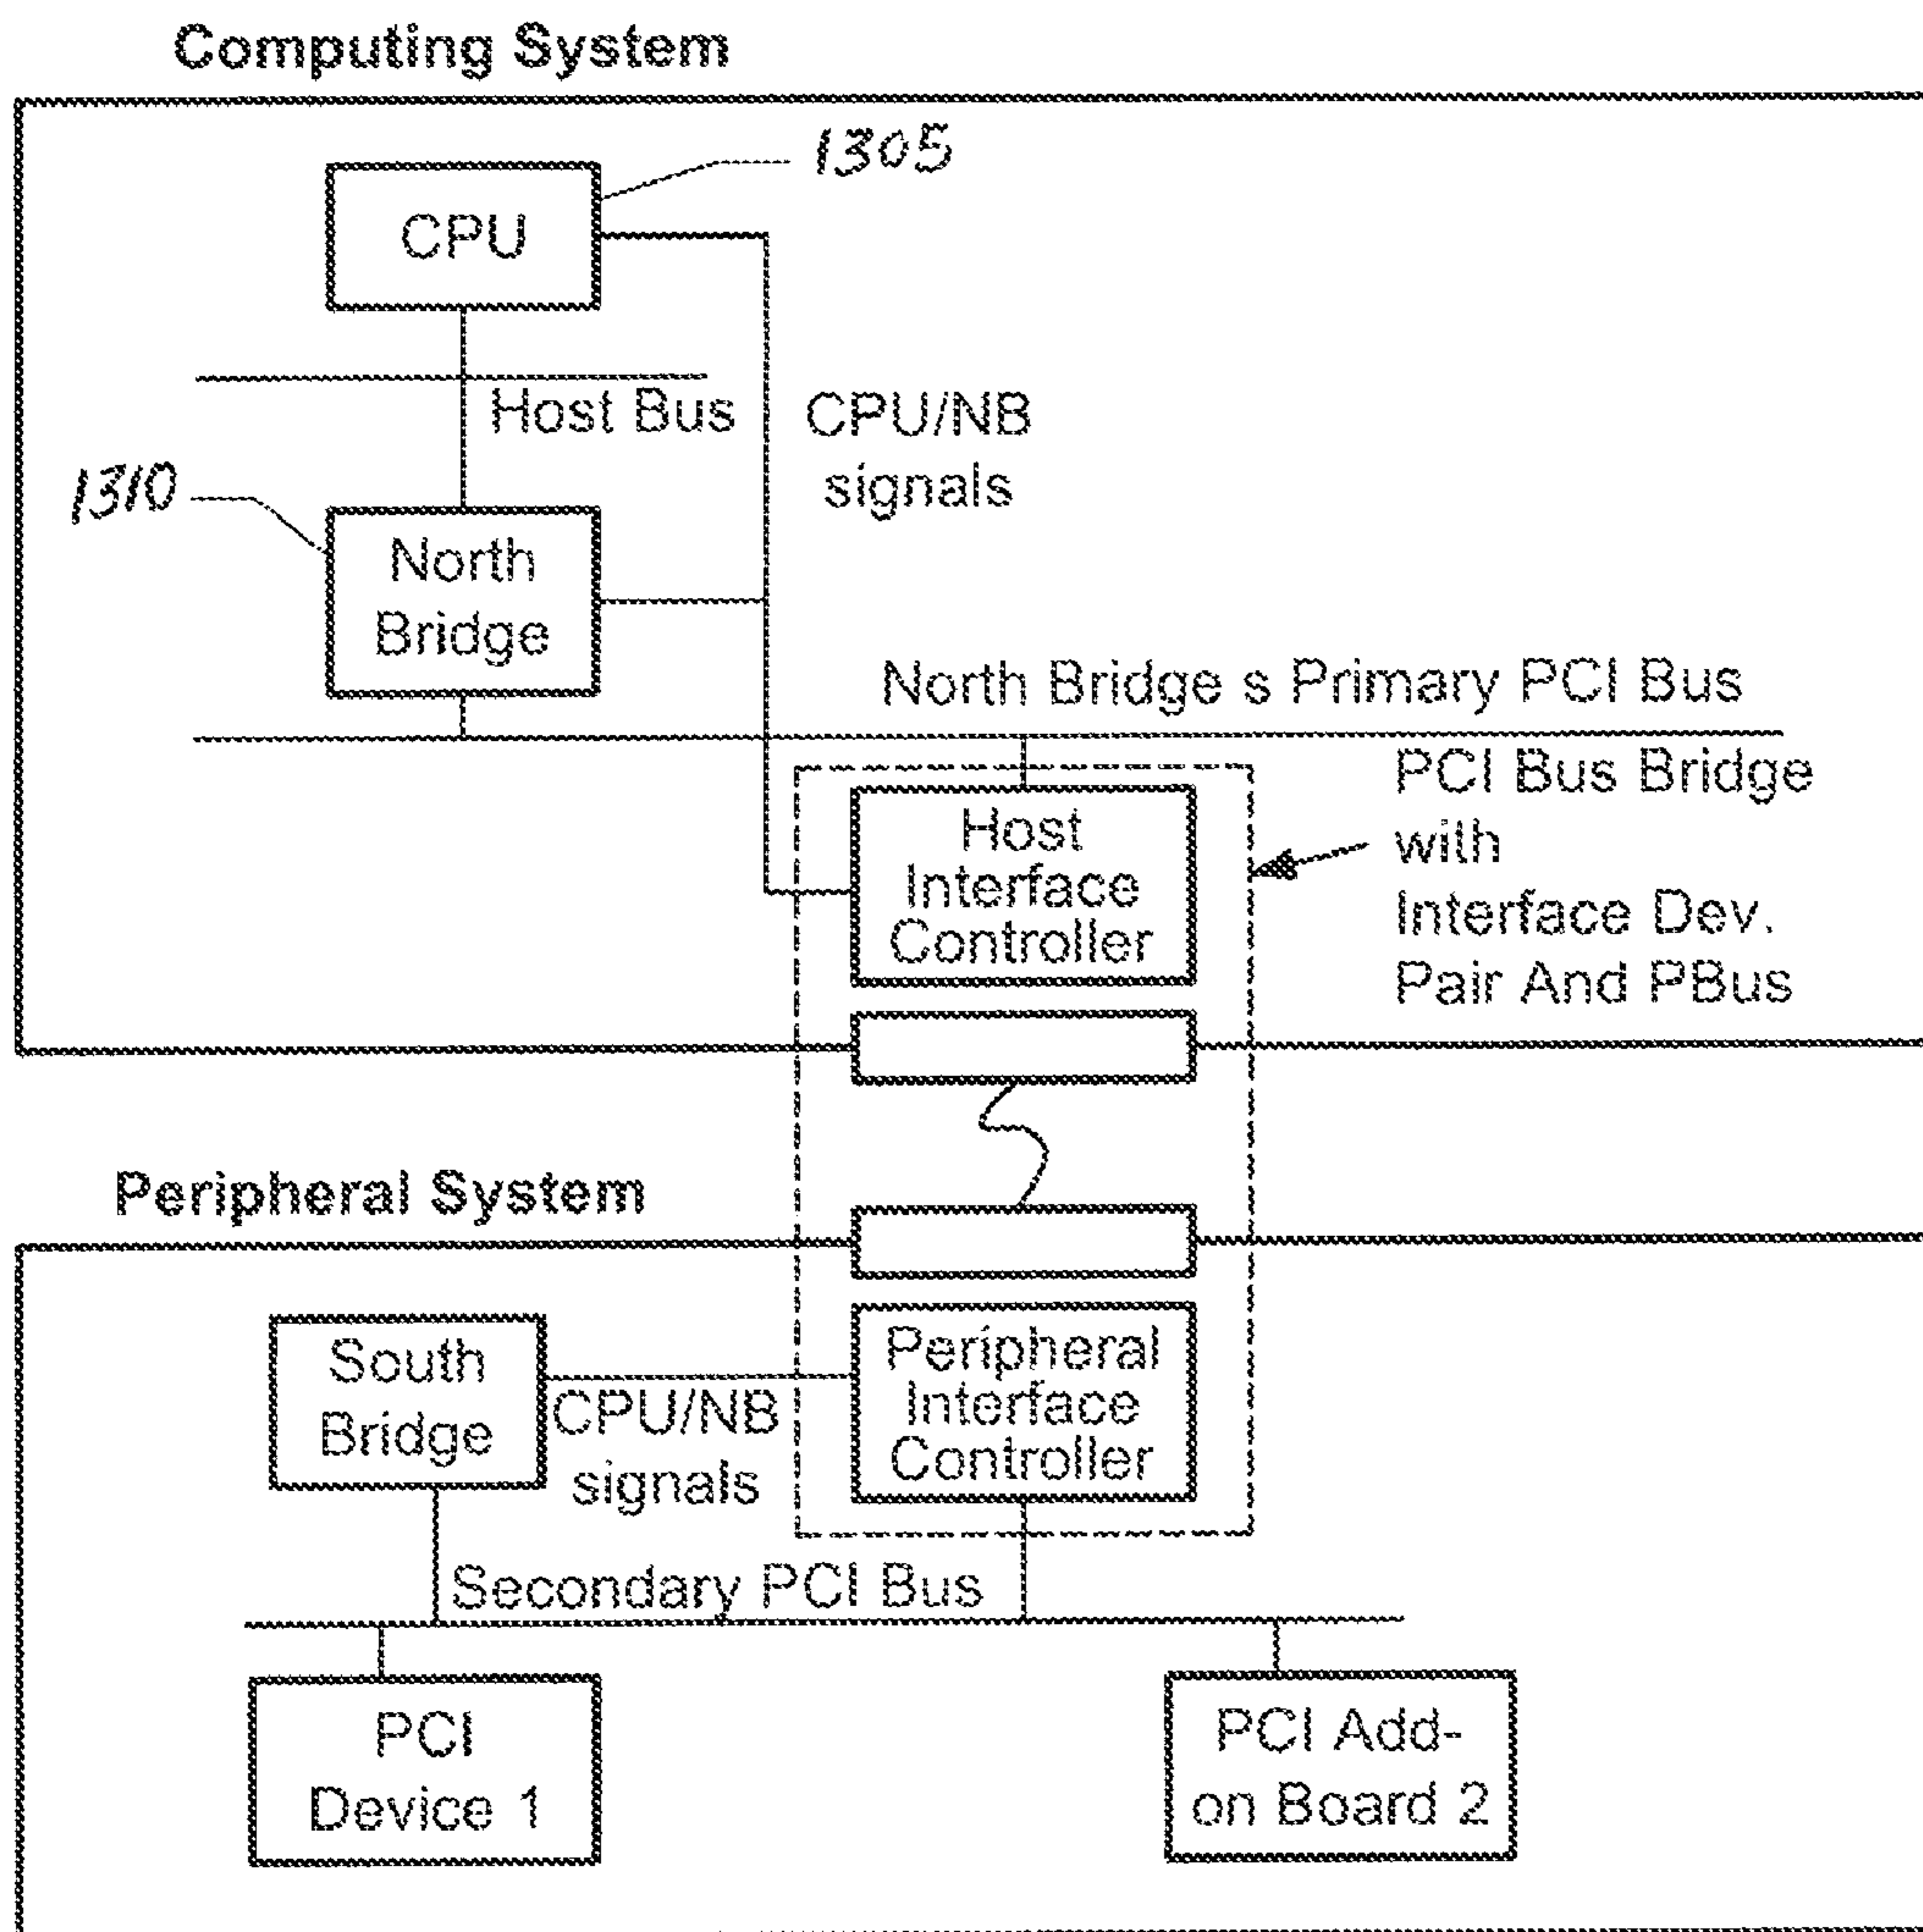 Computing System
1305
CPU
Host Bus
CPU/NB
signals
1310
North
Bridge
North Bridge s Primary PCI Bus
PCI Bus Bridge
with
Interface Dev.
Pair And PBus
Host
Interface
Controller
Peripheral System
South
Bridge
CPU/NB
signals
Peripheral
Interface
Controller
Secondary PCI Bus
PCI
Device 1
PCI Add-
on Board 2